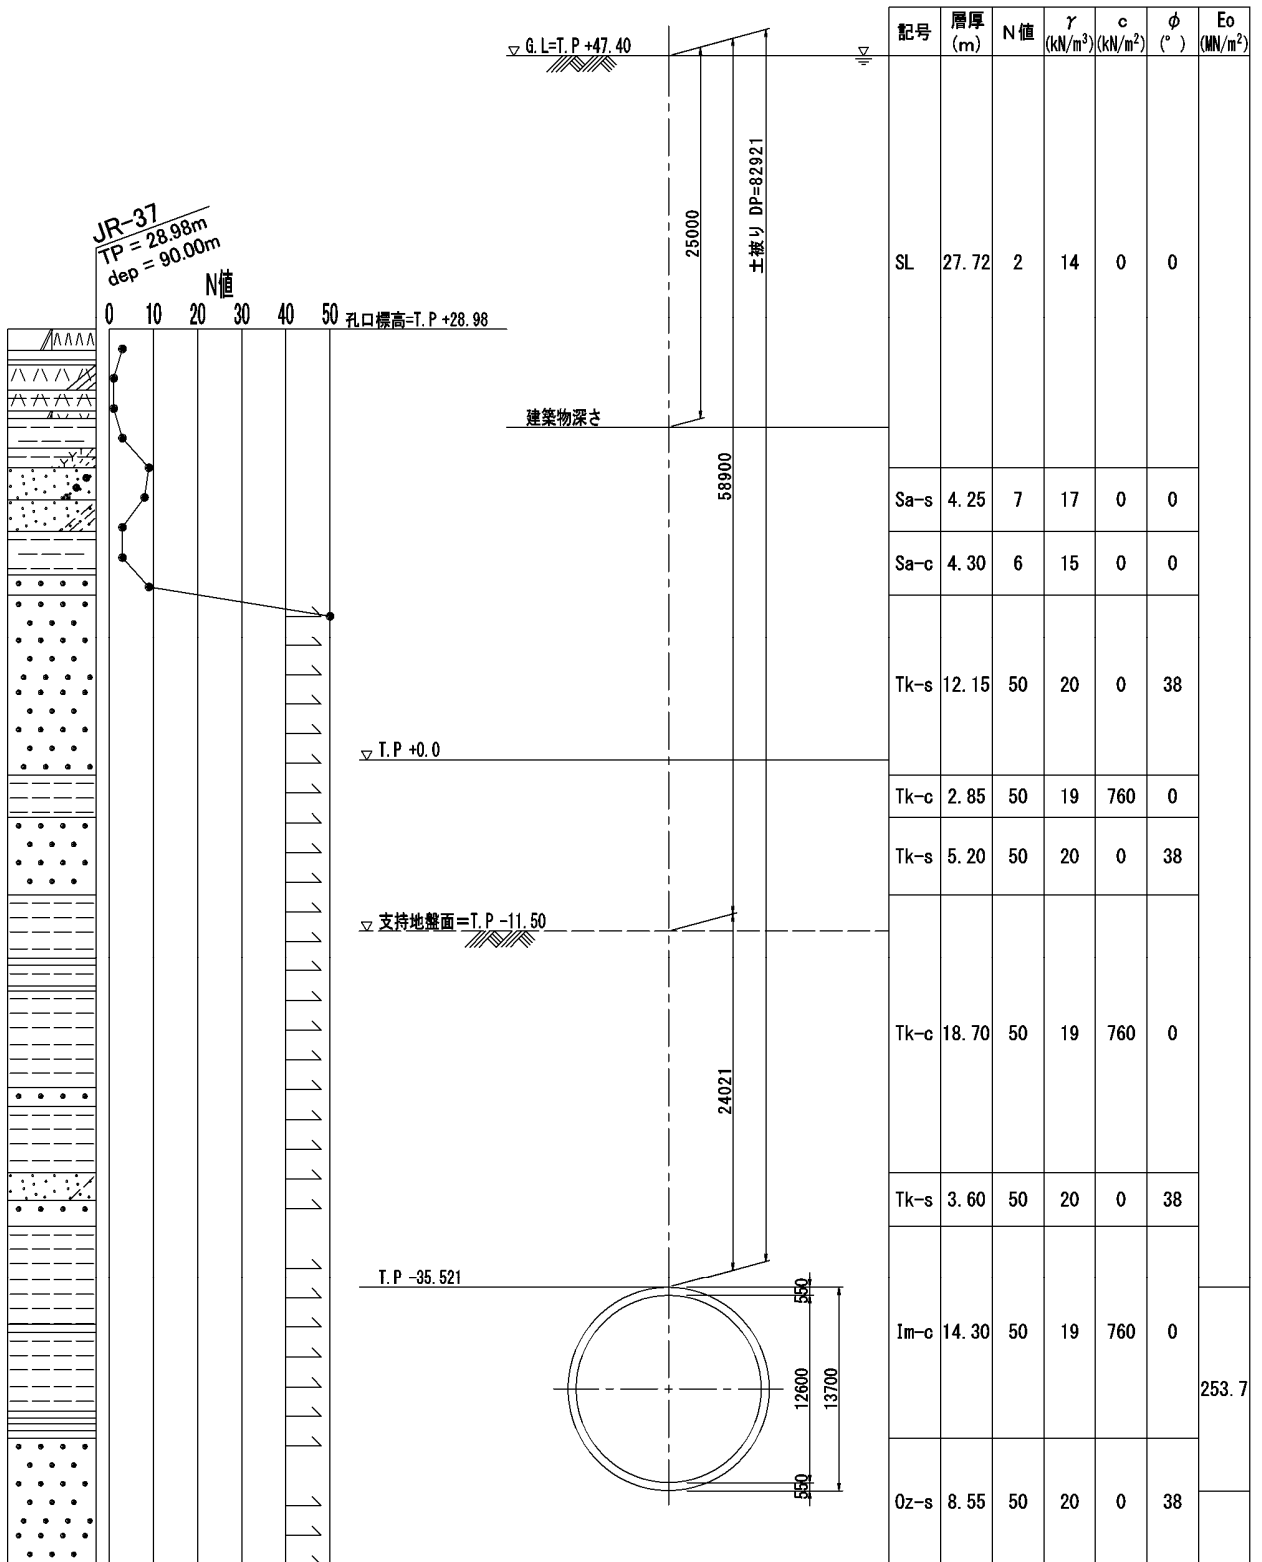 記号 層厚(m) N値 γ(kN/m³) c(kN/m²) φ(°) Eo(MN/m²)
G.L=T.P +47.40
JR-37
TP = 28.98m
dep = 90.00m
N値
0 10 20 30 40 50
孔口標高=T.P +28.98
建築物深さ
25000
58900
土被り DP=82921
SL 27.72 2 14 0 0
Sa-s 4.25 7 17 0 0
Sa-c 4.30 6 15 0 0
Tk-s 12.15 50 20 0 38
T.P +0.0
Tk-c 2.85 50 19 760 0
Tk-s 5.20 50 20 0 38
支持地盤面=T.P -11.50
Tk-c 18.70 50 19 760 0
24021
Tk-s 3.60 50 20 0 38
T.P -35.521
550
12600
13700
550
Im-c 14.30 50 19 760 0
253.7
Oz-s 8.55 50 20 0 38